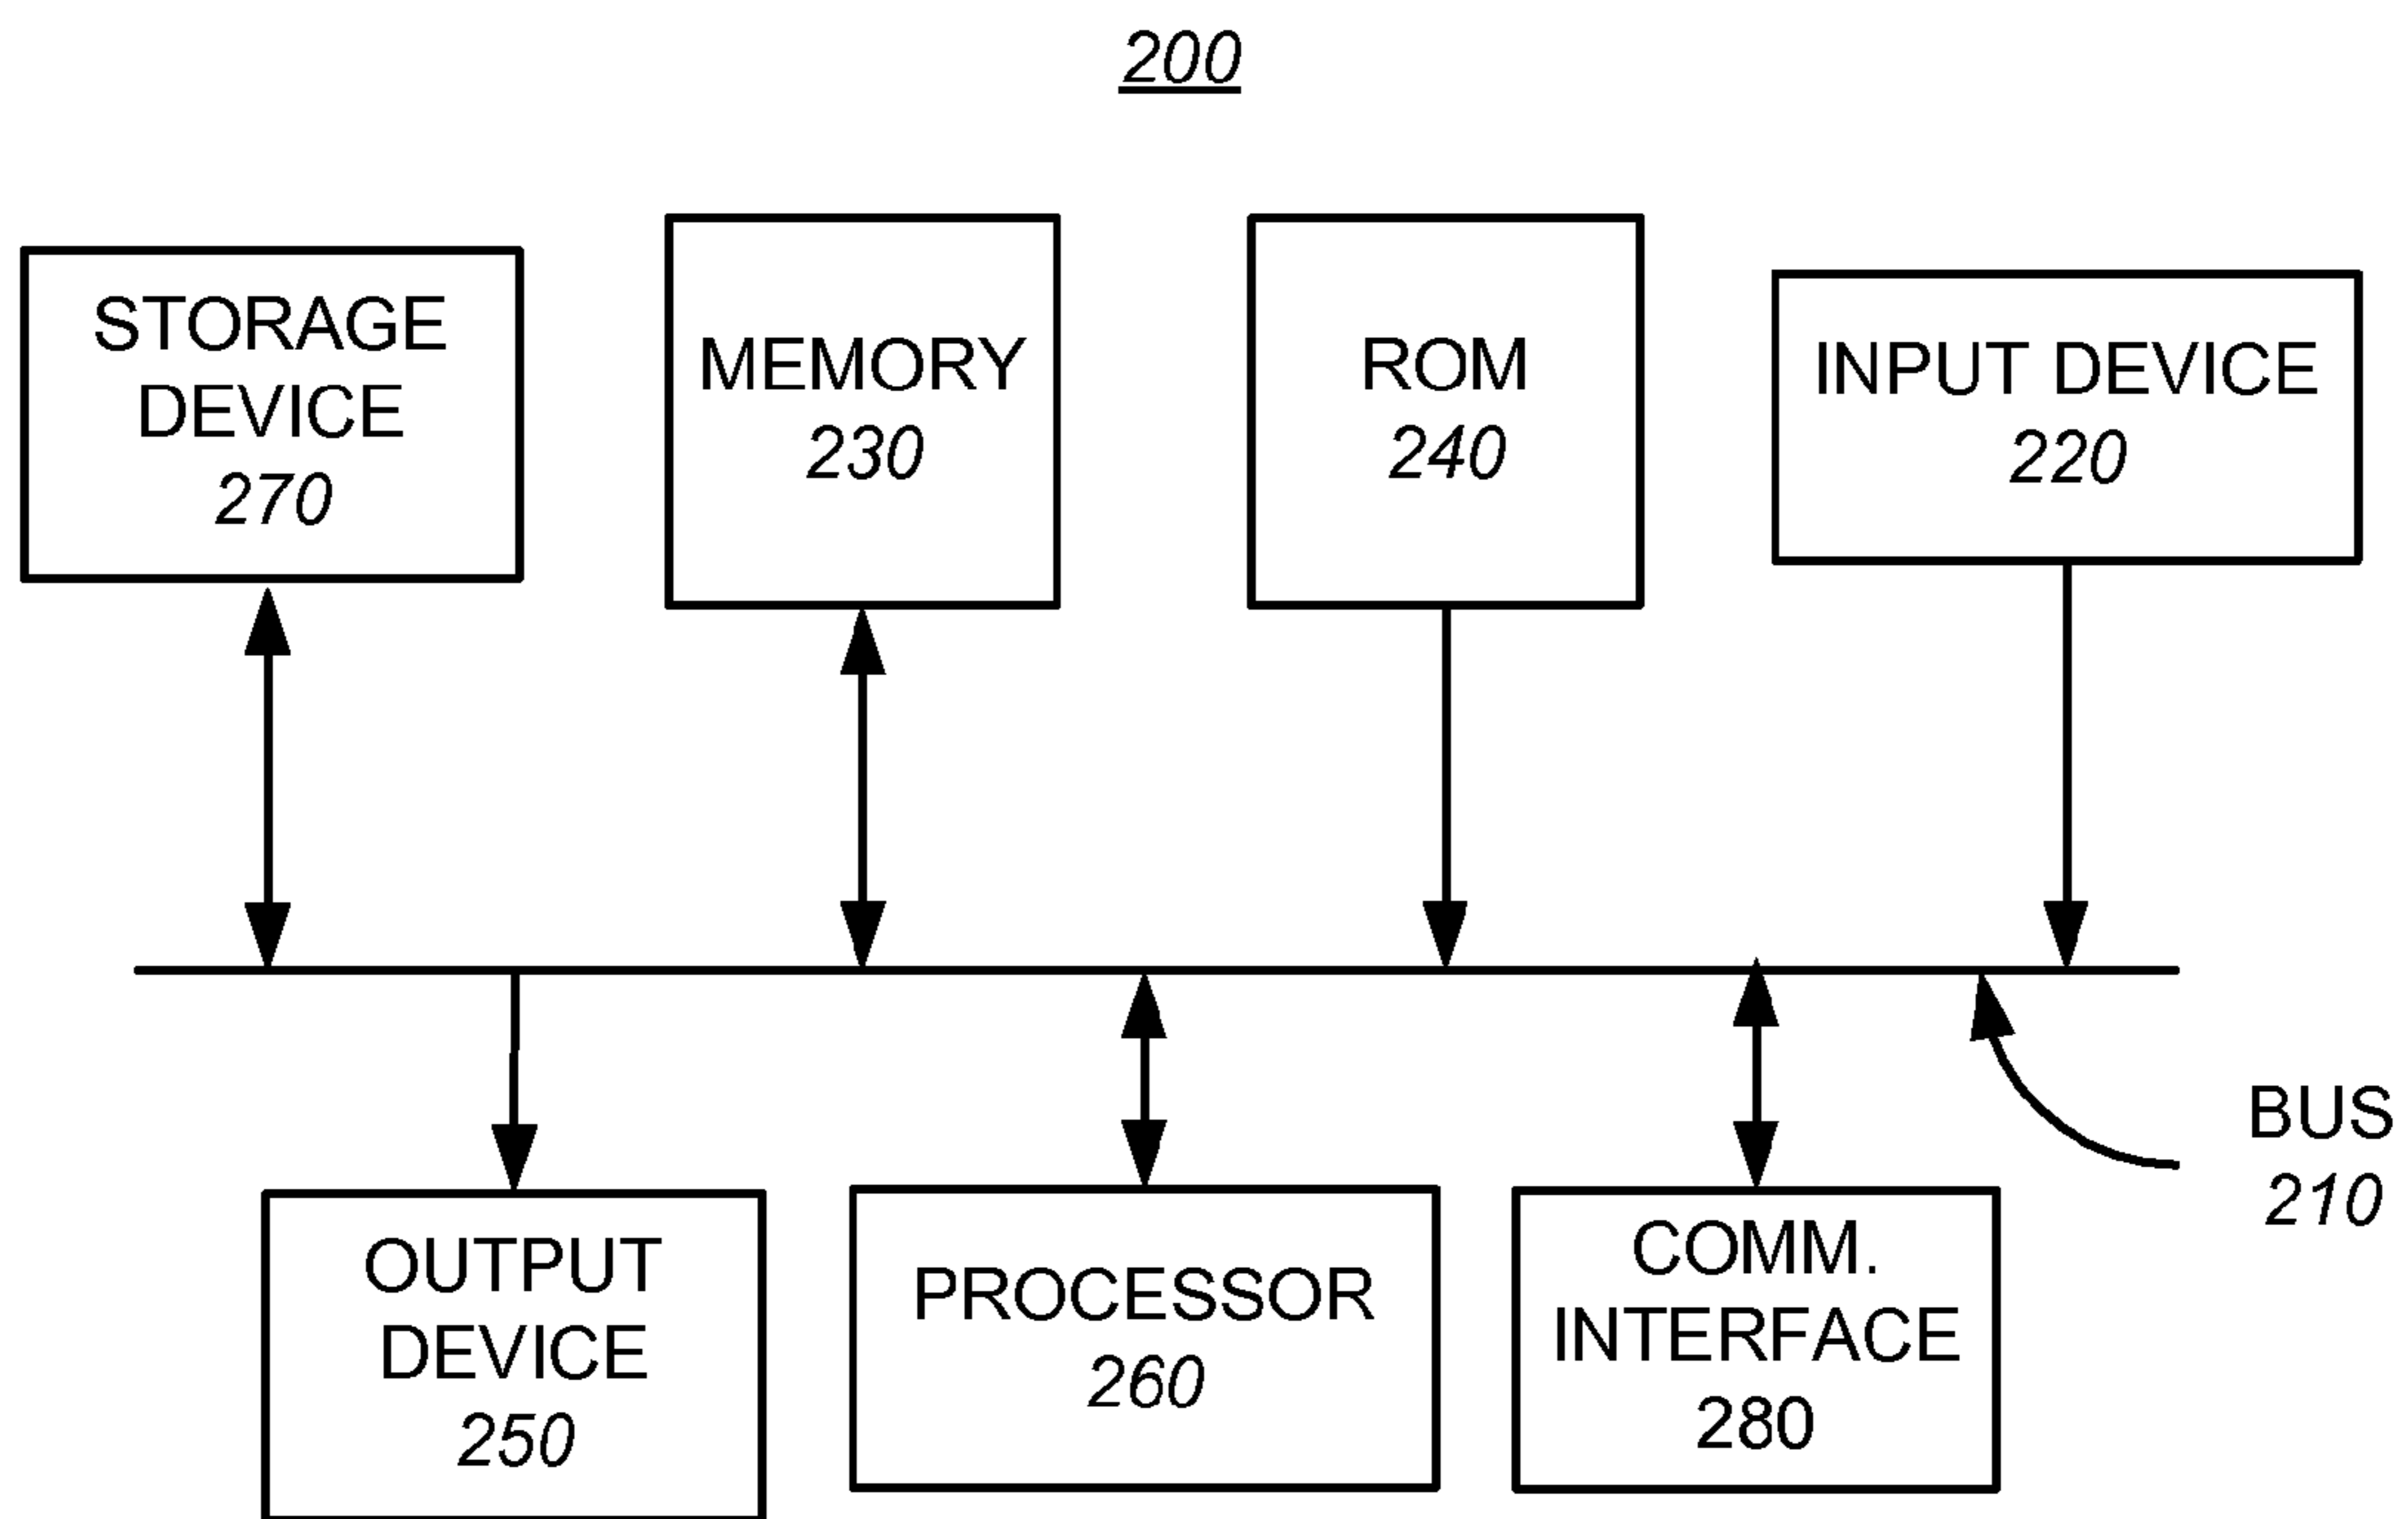 200
STORAGE
DEVICE
270
MEMORY
230
ROM
240
INPUT DEVICE
220
BUS
210
OUTPUT
DEVICE
250
PROCESSOR
260
COMM.
INTERFACE
280